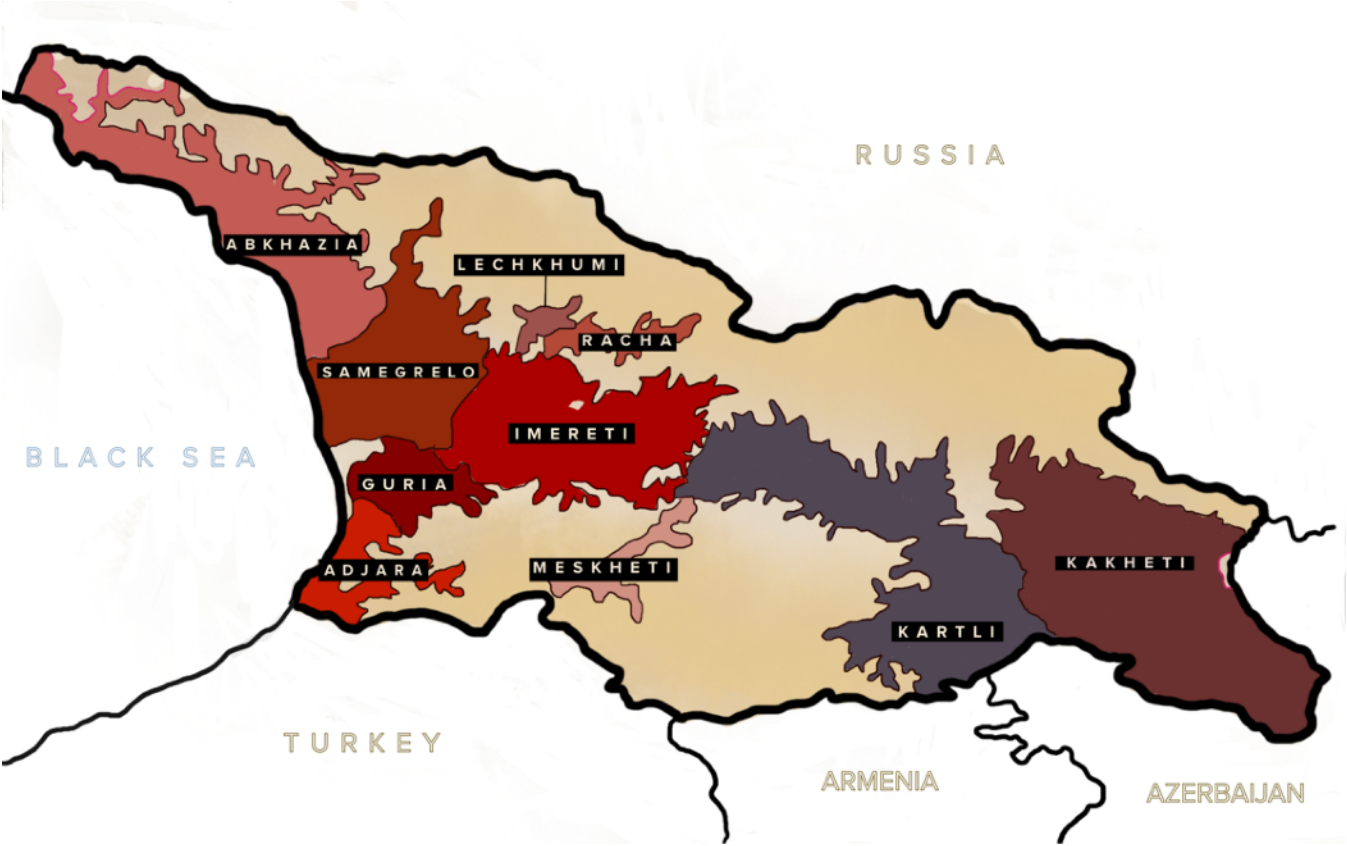 RUSSIA
ABKHAZIA
LECHKHUMI
RACHA
SAMEGRELO
IMERETI
BLACK SEA
GURIA
KAKHETI
ADJARA
MESKHETI
KARTLI
TURKEY
ARMENIA
AZERBAIJAN